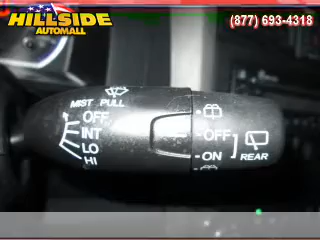 HILLSIDE
AUTOMALL
(877) 693-4318
MIST PULL
OFF
INT
LO
HI
OFF
ON
REAR